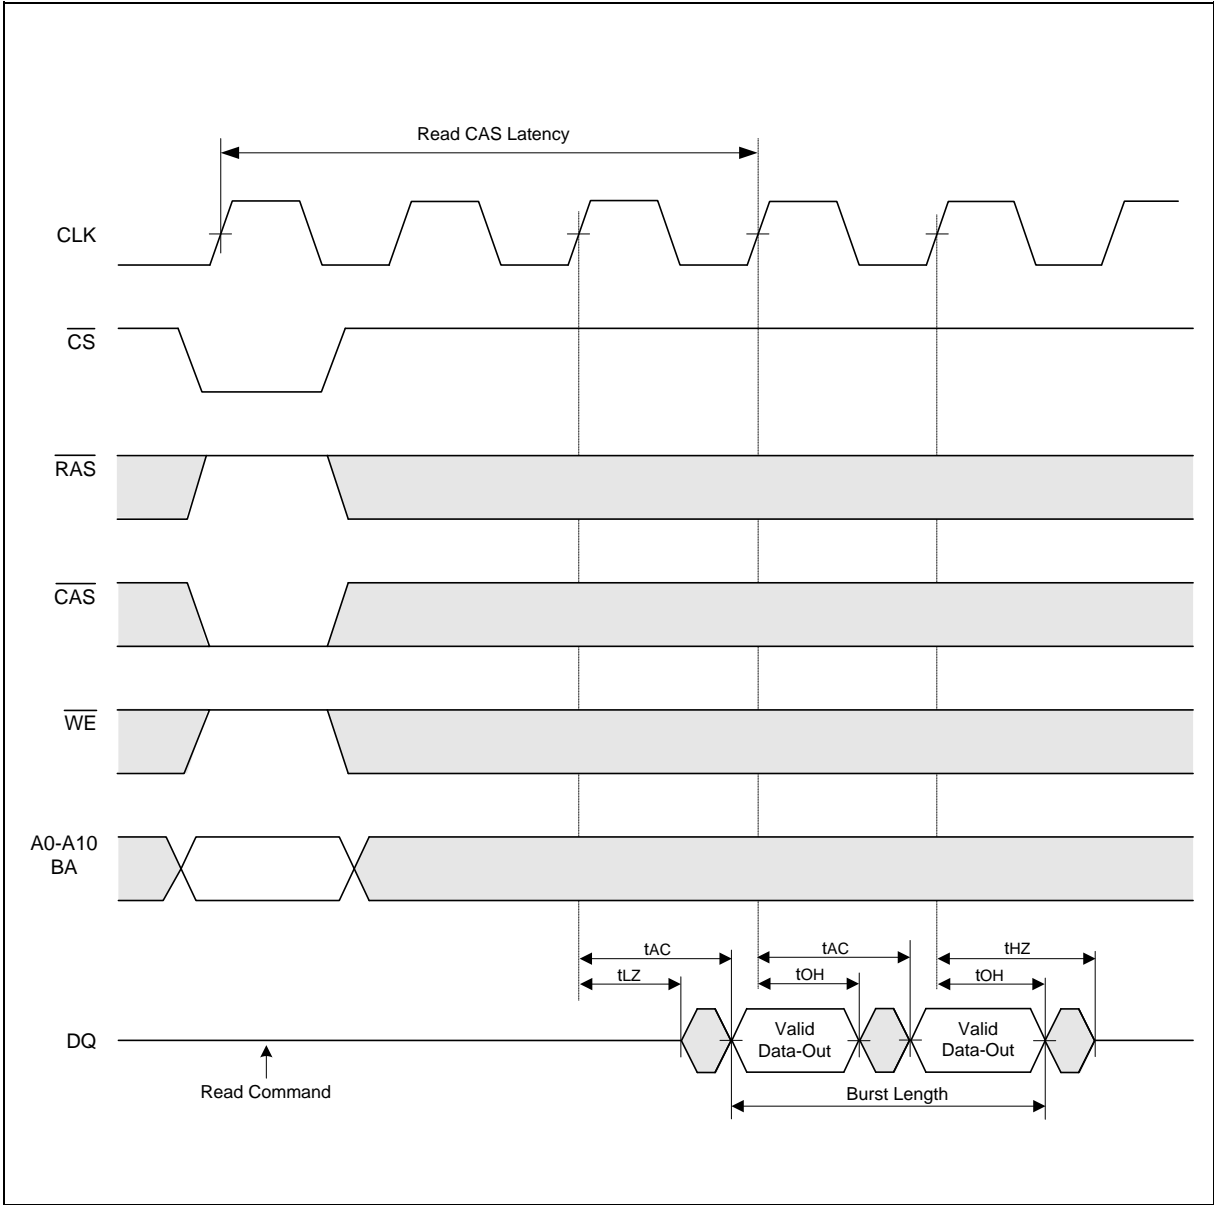 Read CAS Latency
CLK
CS
RAS
CAS
WE
A0-A10
BA
tAC
tAC
tHZ
tLZ
tOH
tOH
DQ
Valid
Data-Out
Valid
Data-Out
Read Command
Burst Length